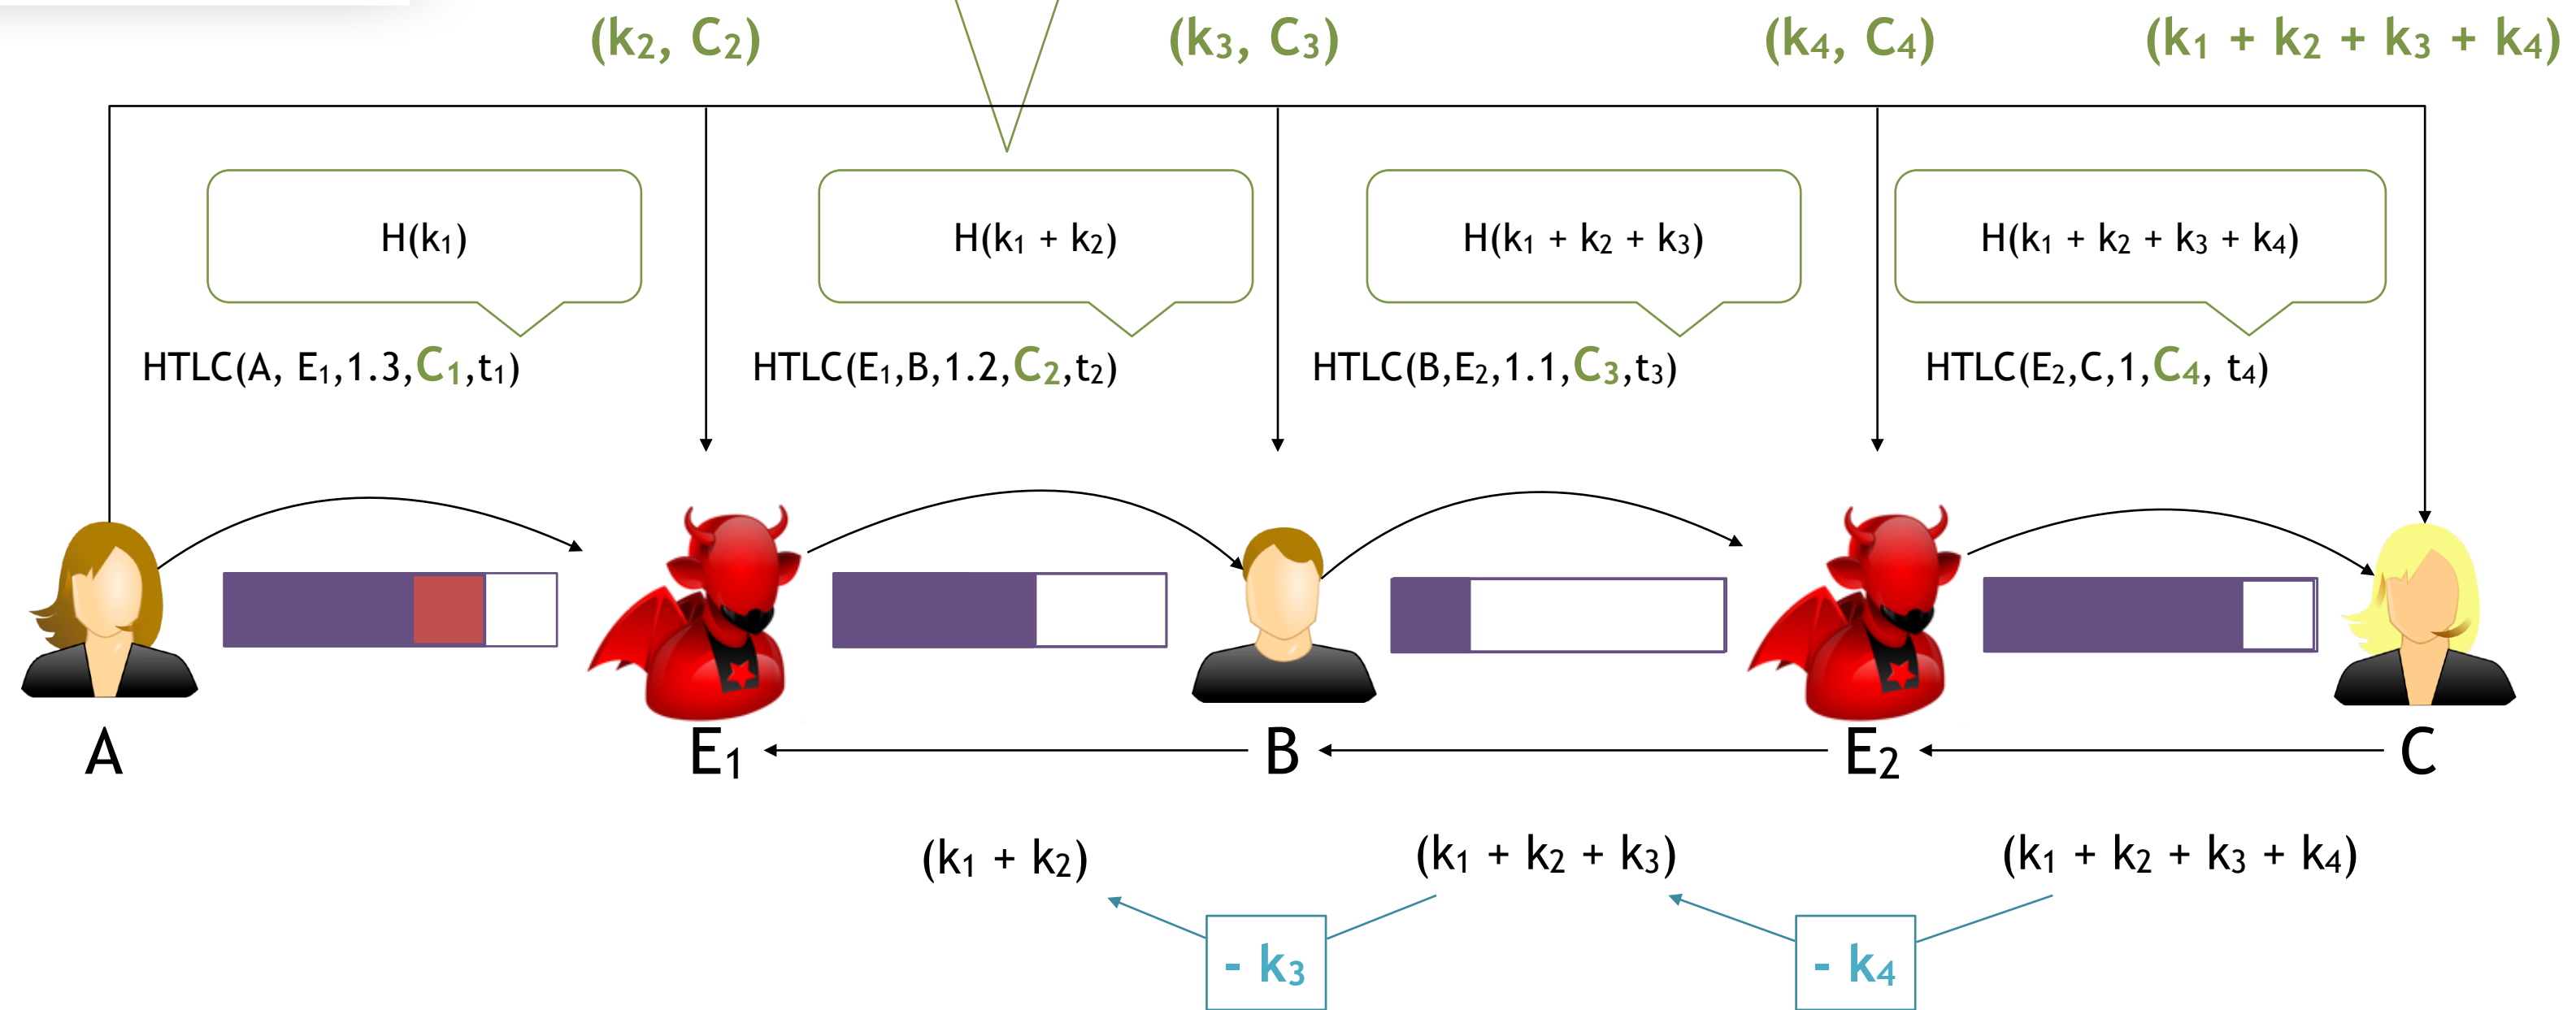 (k₂, C₂) (k₃, C₃) (k₄, C₄) (k₁ + k₂ + k₃ + k₄)
H(k₁) H(k₁ + k₂) H(k₁ + k₂ + k₃) H(k₁ + k₂ + k₃ + k₄)
HTLC(A, E₁,1.3,C₁,t₁) HTLC(E₁,B,1.2,C₂,t₂) HTLC(B,E₂,1.1,C₃,t₃) HTLC(E₂,C,1,C₄, t₄)
A E₁ B E₂ C
(k₁ + k₂) (k₁ + k₂ + k₃) (k₁ + k₂ + k₃ + k₄)
- k₃ - k₄